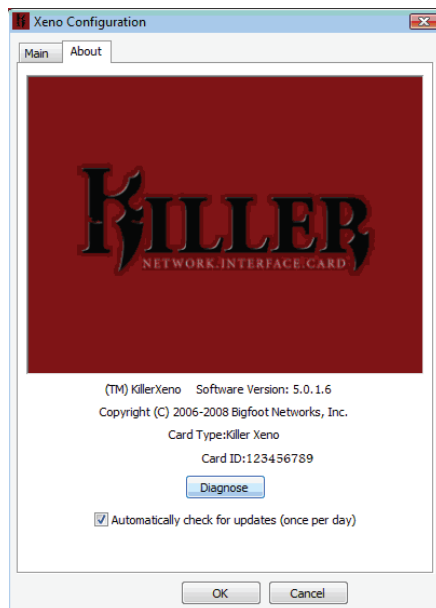 Xeno Configuration
Main About
KILLER
NETWORK.INTERFACE.CARD
(TM) KillerXeno Software Version: 5.0.1.6
Copyright (C) 2006-2008 Bigfoot Networks, Inc.
Card Type:Killer Xeno
Card ID:123456789
Diagnose
Automatically check for updates (once per day)
OK Cancel